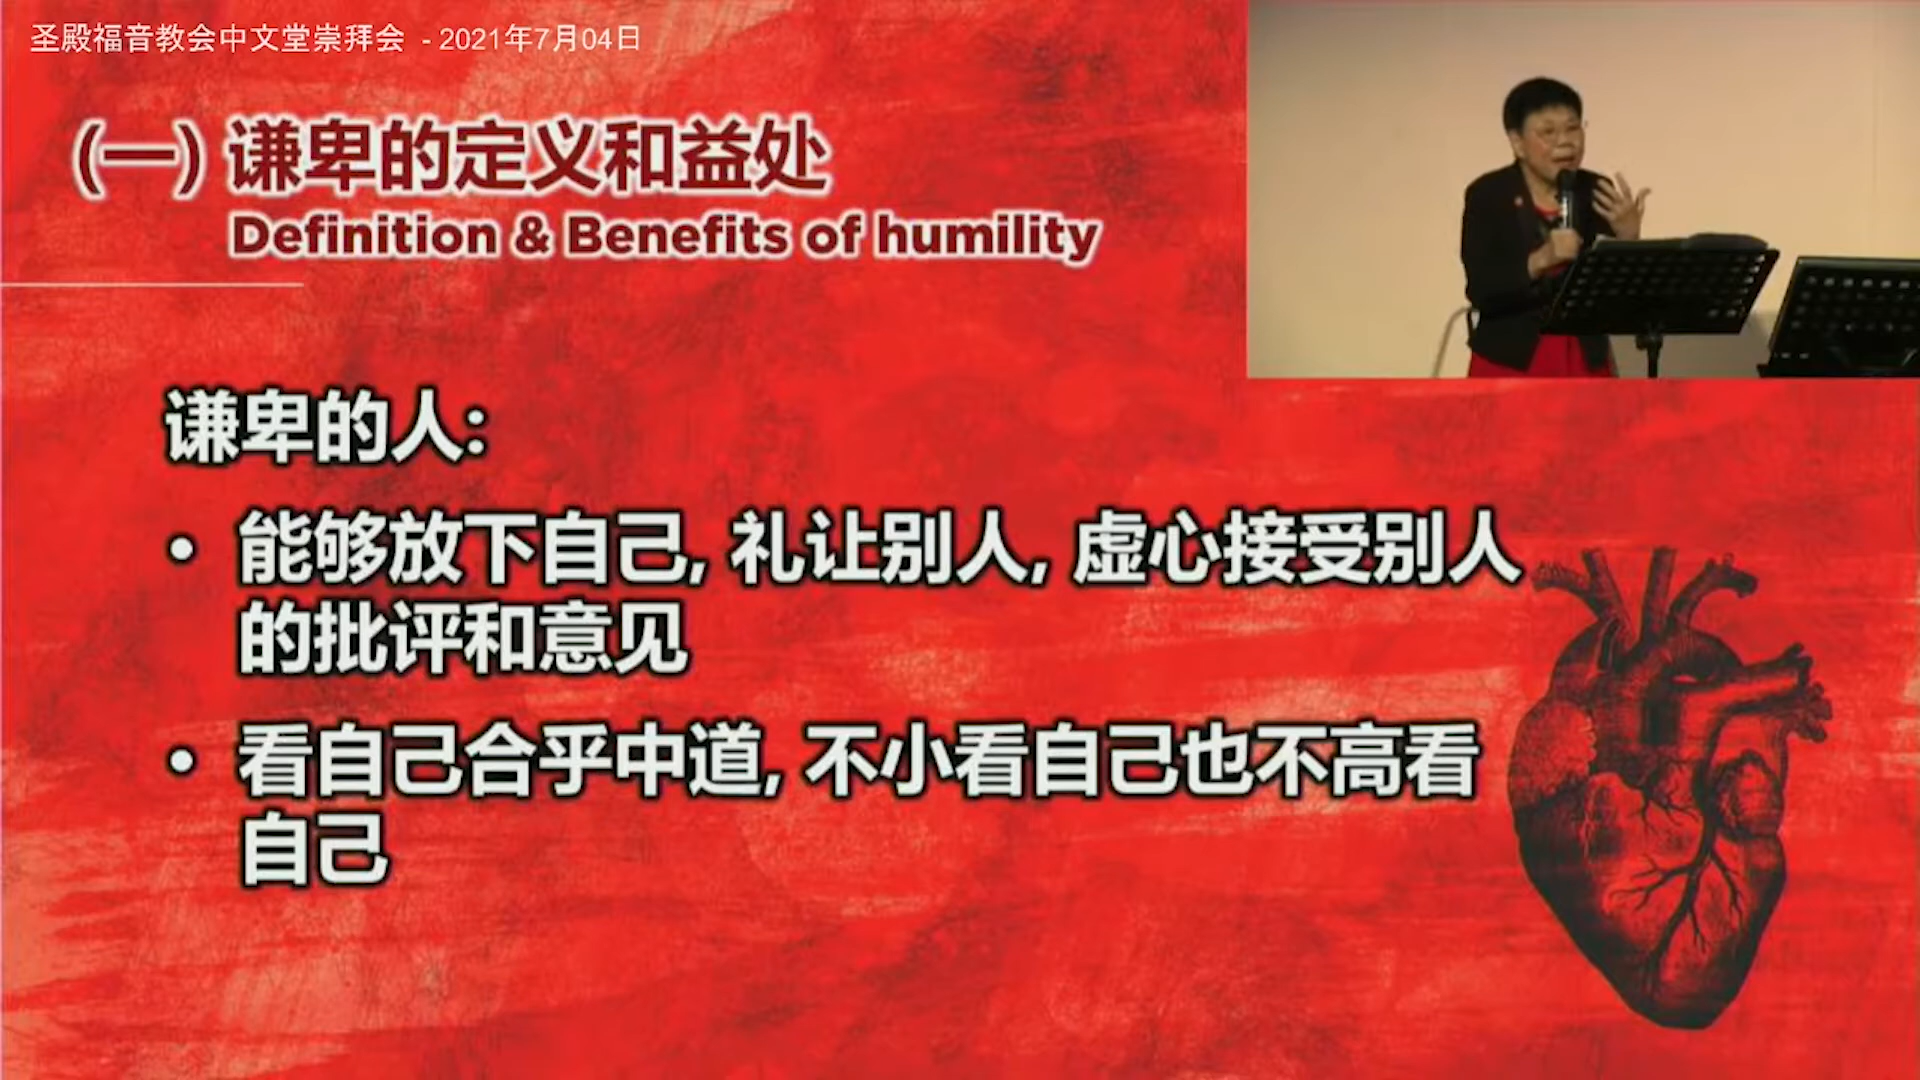 圣殿福音教会中文堂崇拜会 - 2021年7月04日
(一) 谦卑的定义和益处
Definition & Benefits of humility
谦卑的人:
• 能够放下自己, 礼让别人, 虚心接受别人
的批评和意见
• 看自己合乎中道, 不小看自己也不高看
自己